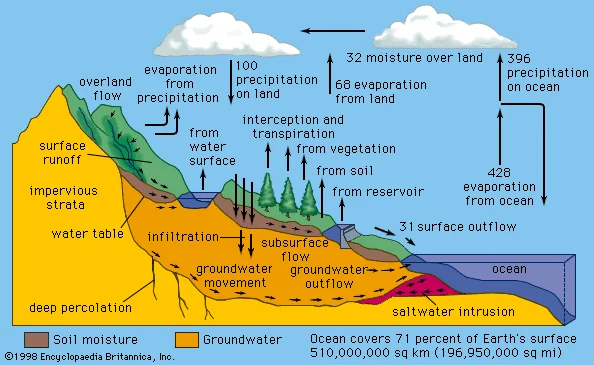 32 moisture over land
overland
flow
evaporation
from
precipitation
100
precipitation
on land
68 evaporation
from land
396
precipitation
on ocean
interception and
transpiration
from
water
surface
from vegetation
surface
runoff
from soil
428
evaporation
from ocean
impervious
strata
from reservoir
water table
infiltration
31 surface outflow
subsurface
flow
groundwater
movement
groundwater
outflow
ocean
deep percolation
saltwater intrusion
Soil moisture
Groundwater
Ocean covers 71 percent of Earth's surface
510,000,000 sq km (196,950,000 sq mi)
©1998 Encyclopaedia Britannica, Inc.